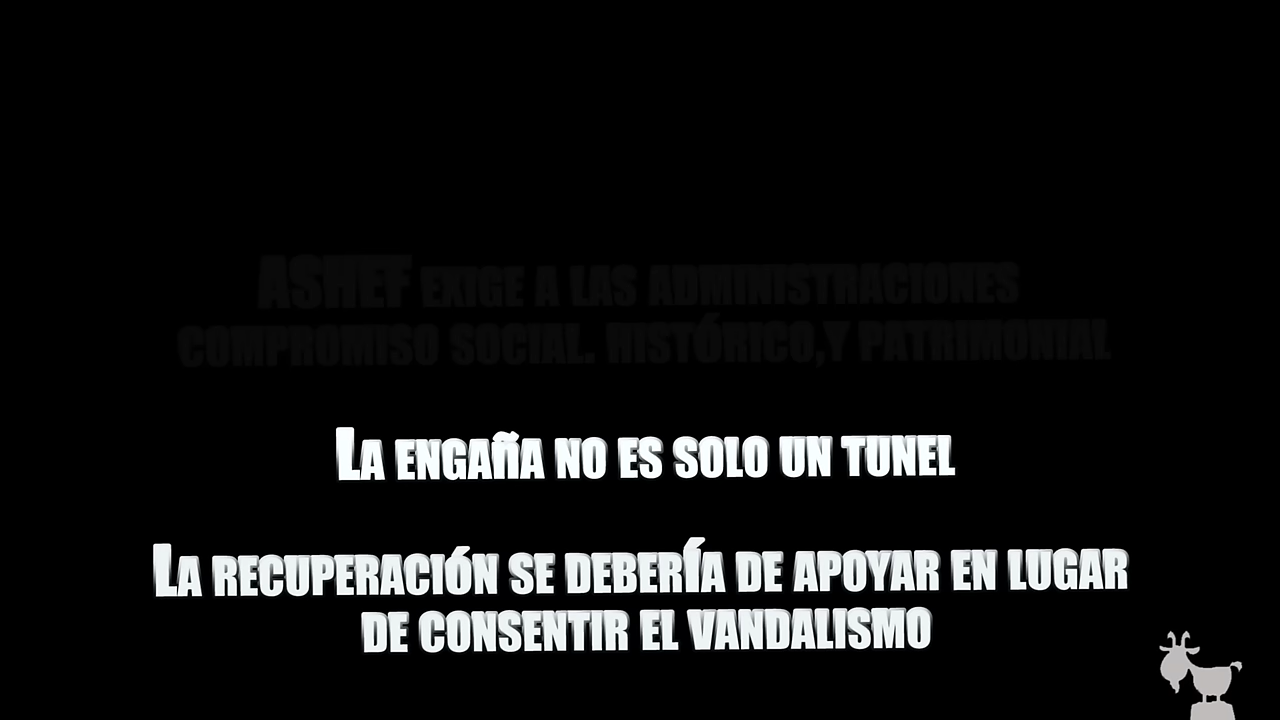 ASHEF EXIGE A LAS ADMINISTRACIONES
COMPROMISO SOCIAL. HISTÓRICO,Y PATRIMONIAL
LA ENGAÑA NO ES SOLO UN TUNEL
LA RECUPERACIÓN SE DEBERÍA DE APOYAR EN LUGAR
DE CONSENTIR EL VANDALISMO